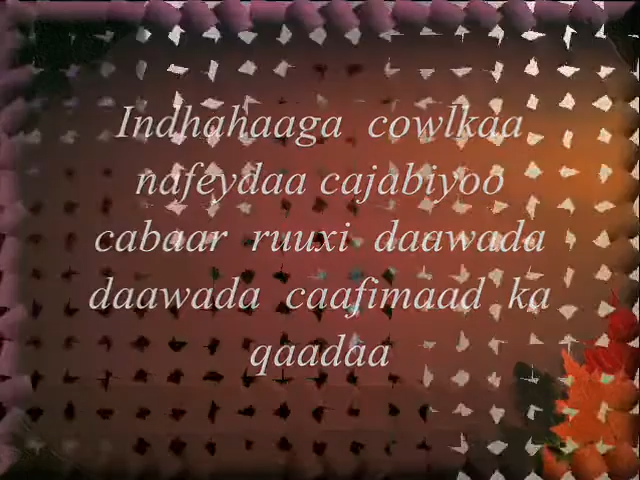 Indhahaaga cowlkaa
nafeydaa cajabiyoo
cabaar ruuxi daawada
daawada caafimaad ka
qaadaa